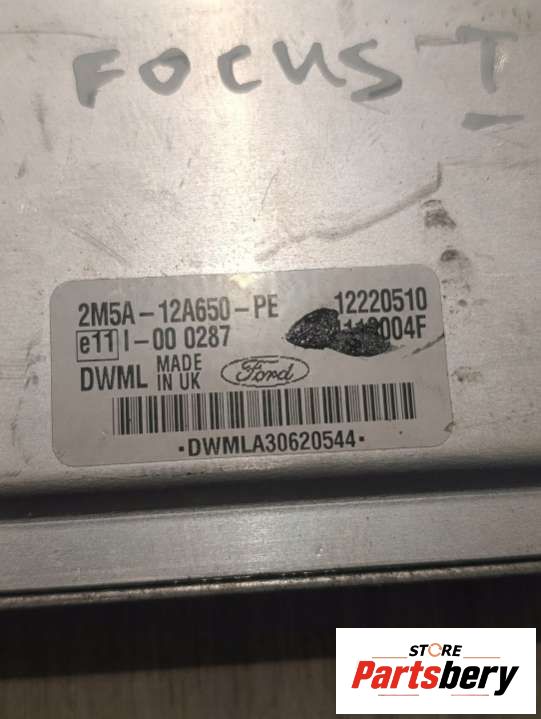 FOCUS I
2M5A-12A650-PE 12220510
e11 I-00 0287
DWML MADE IN UK Ford
·DWMLA30620544·
STORE
Partsbery